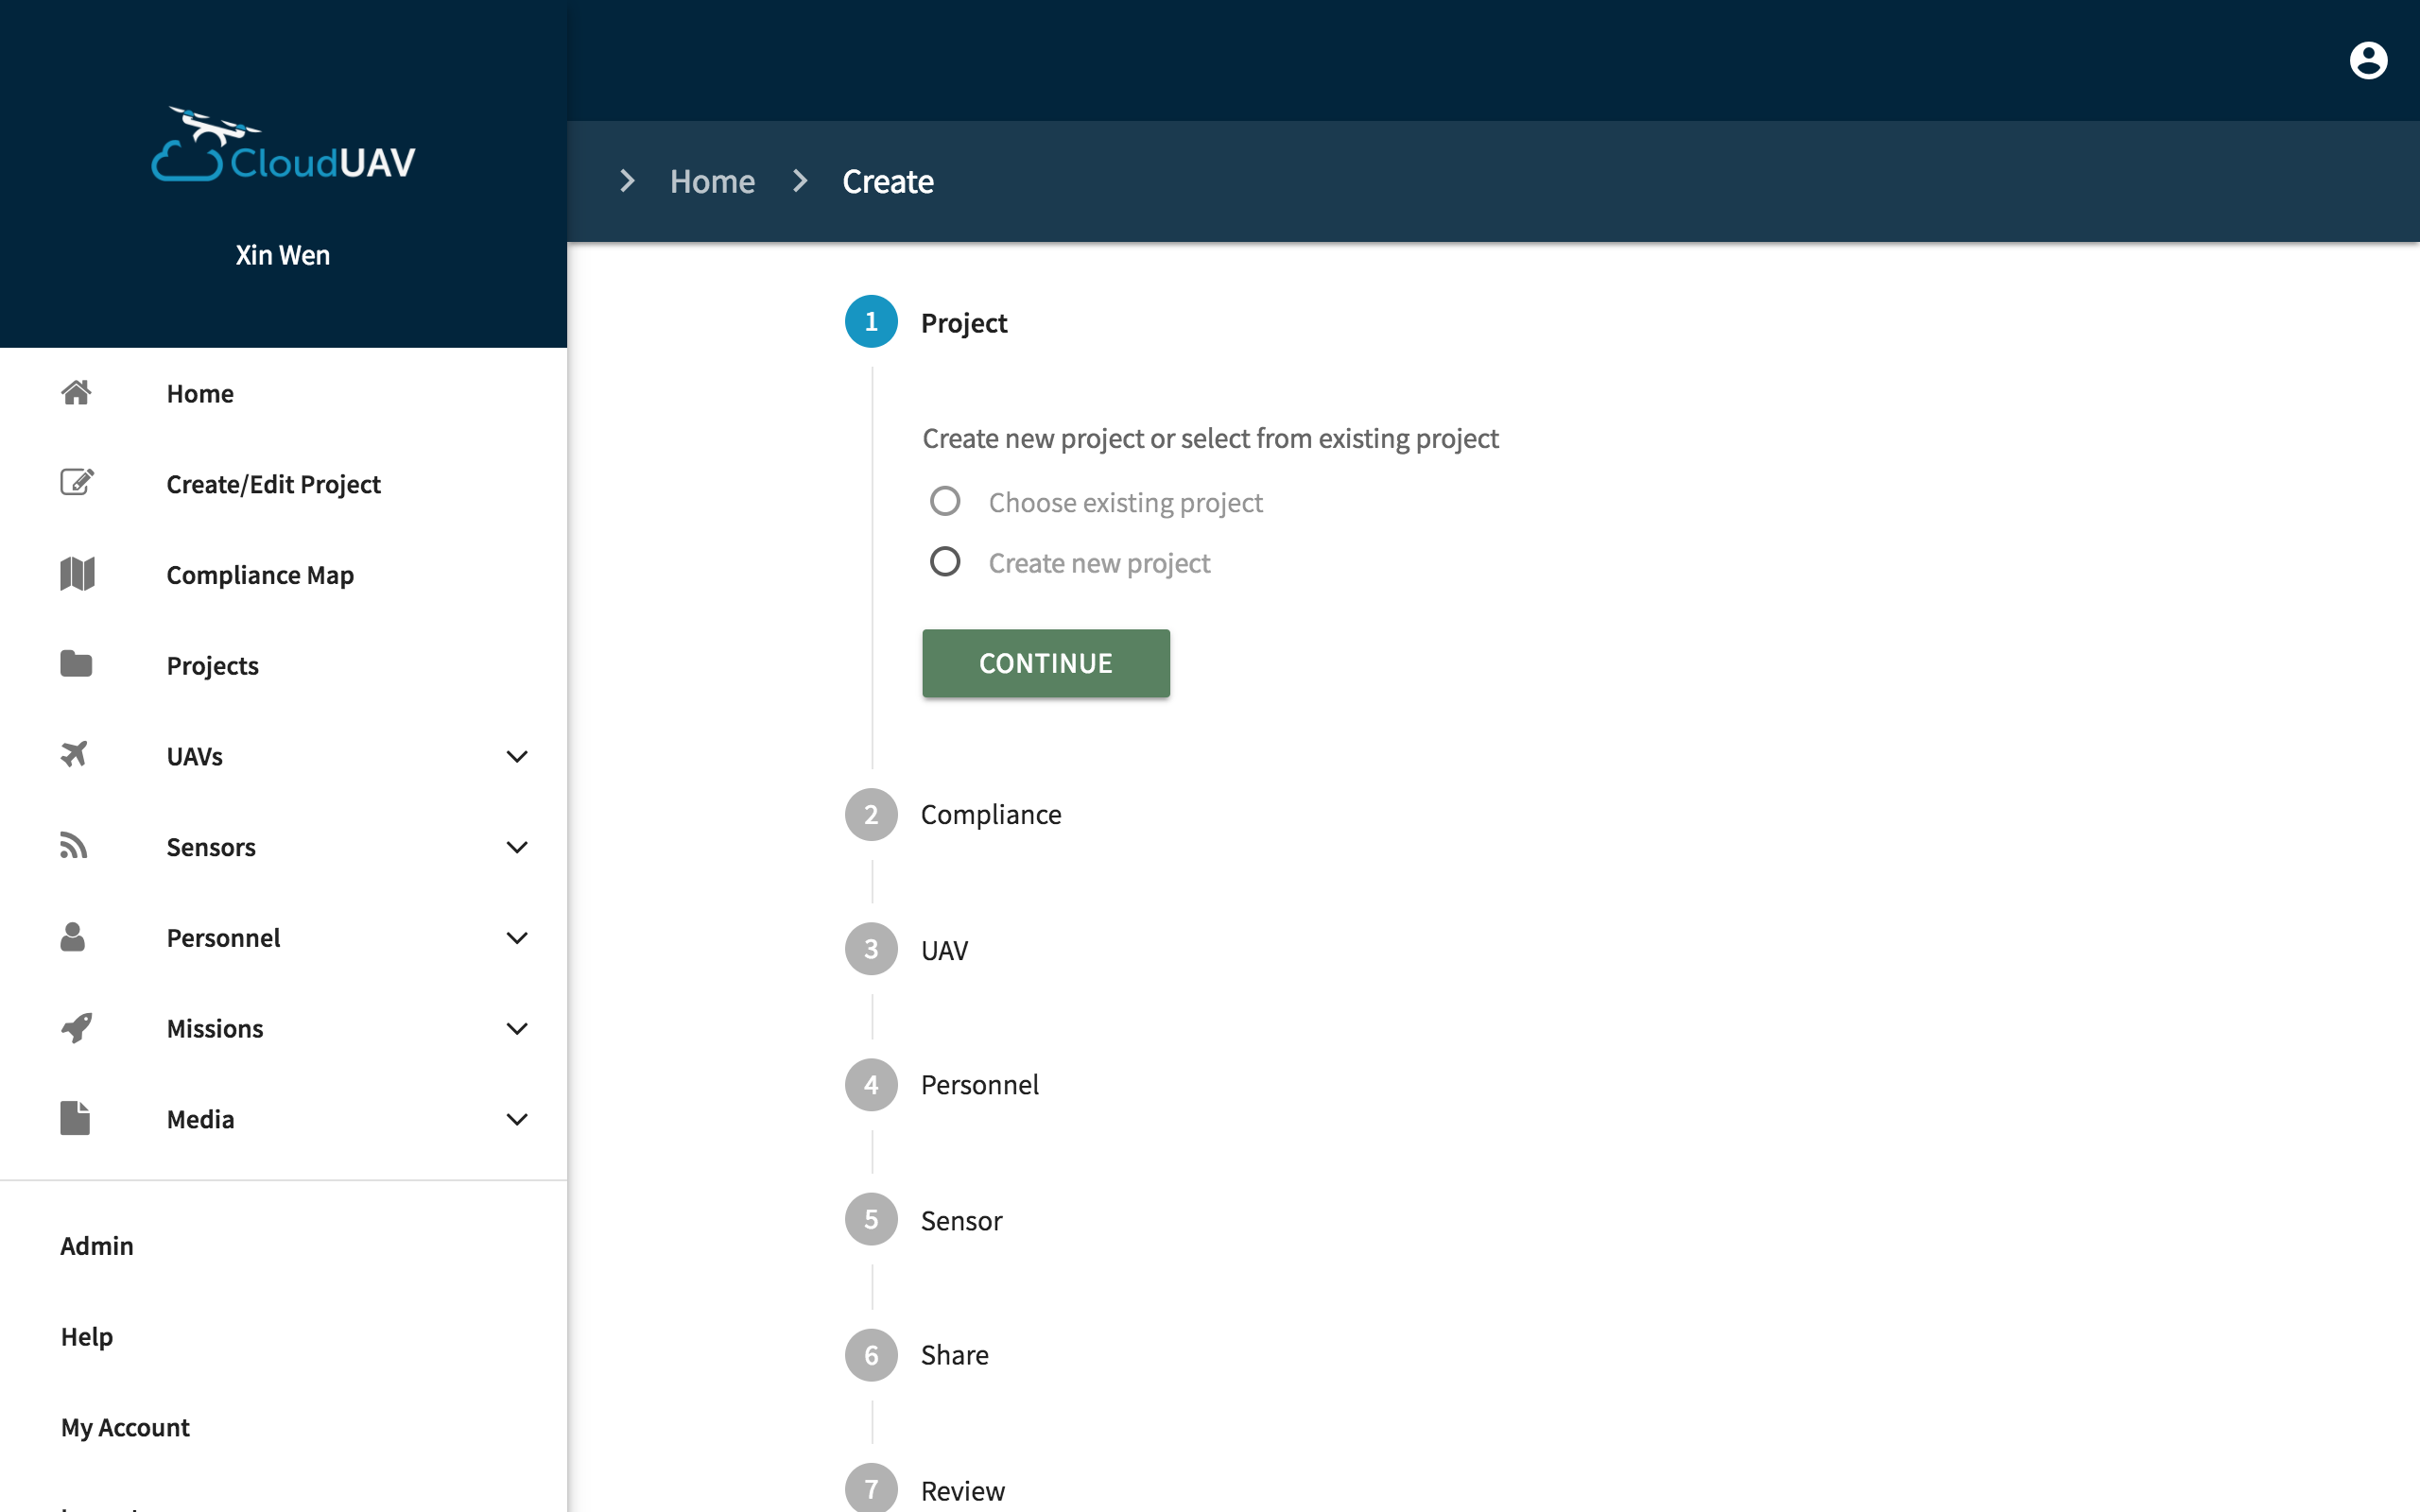 CloudUAV
Xin Wen
Home
Create/Edit Project
Compliance Map
Projects
UAVs
Sensors
Personnel
Missions
Media
Admin
Help
My Account
Home
Create
1 Project
Create new project or select from existing project
Choose existing project
Create new project
CONTINUE
2 Compliance
3 UAV
4 Personnel
5 Sensor
6 Share
7 Review